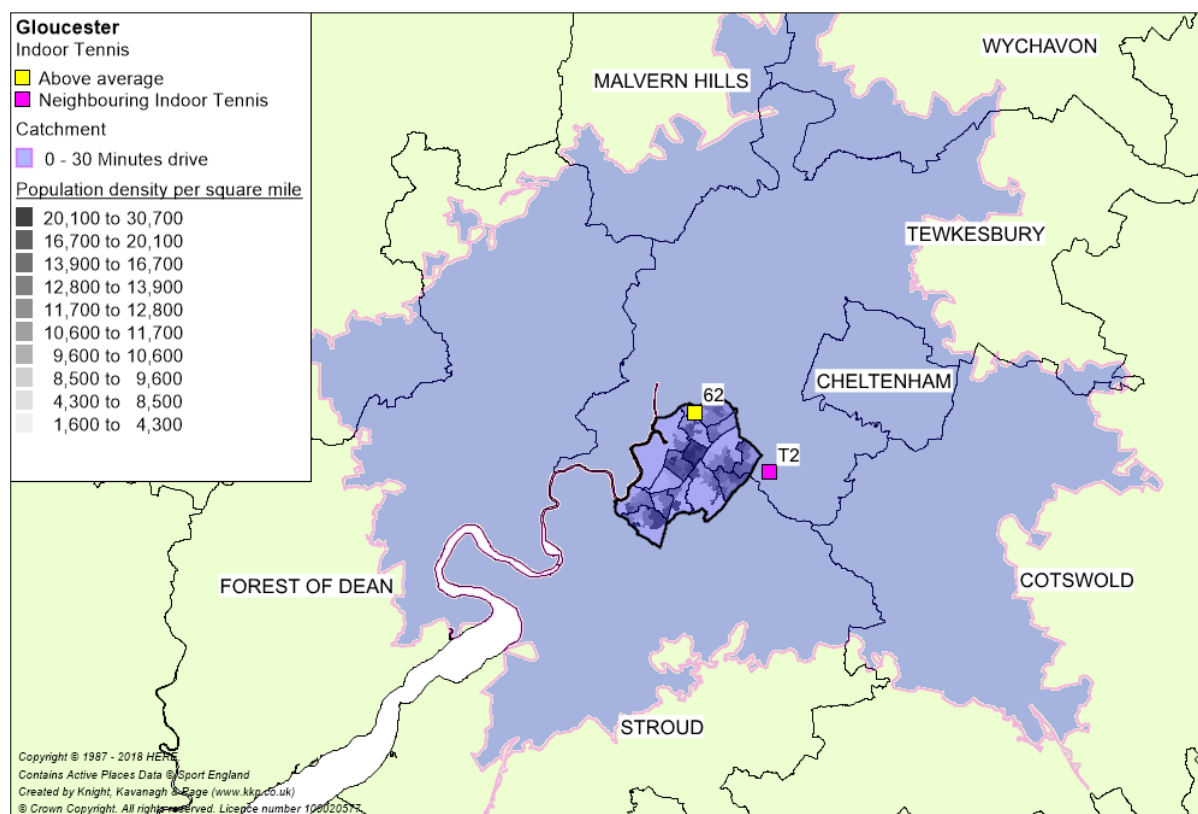 Gloucester
Indoor Tennis
Above average
Neighbouring Indoor Tennis
Catchment
0 - 30 Minutes drive
Population density per square mile
20,100 to 30,700
16,700 to 20,100
13,900 to 16,700
12,800 to 13,900
11,700 to 12,800
10,600 to 11,700
9,600 to 10,600
8,500 to 9,600
4,300 to 8,500
1,600 to 4,300
WYCHAVON
MALVERN HILLS
TEWKESBURY
CHELTENHAM
62
T2
FOREST OF DEAN
COTSWOLD
STROUD
Copyright © 1987 - 2018 HERE
Contains Active Places Data © Sport England
Created by Knight, Kavanagh & Page (www.kkp.co.uk)
© Crown Copyright. All rights reserved. Licence number 100020577